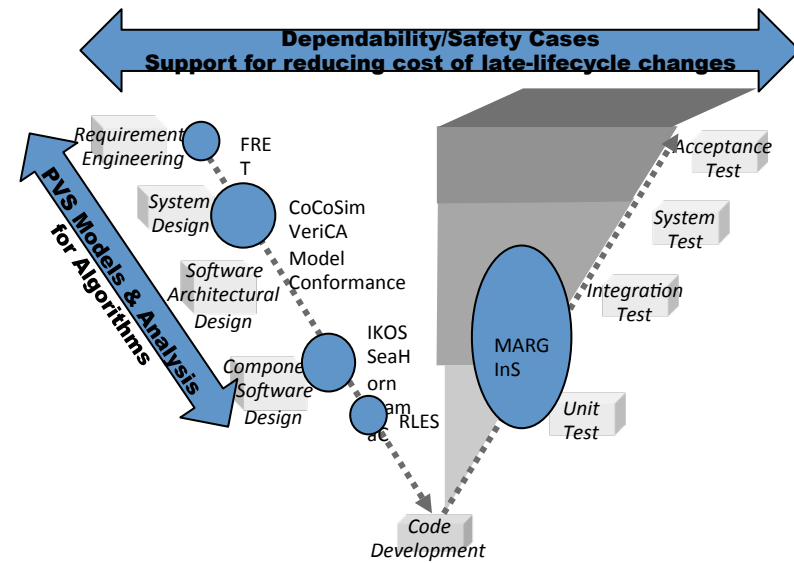 Dependability/Safety Cases
Support for reducing cost of late-lifecycle changes
Requirement
Engineering
FRE
T
PVS Models & Analysis
for Algorithms
System
Design
CoCoSim
VeriCA
Model
Conformance
Software
Architectural
Design
IKOS
SeaH
orn
aC
Software
Design
RLES
Code
Development
MARG
InS
Unit
Test
Integration
Test
System
Test
Acceptance
Test